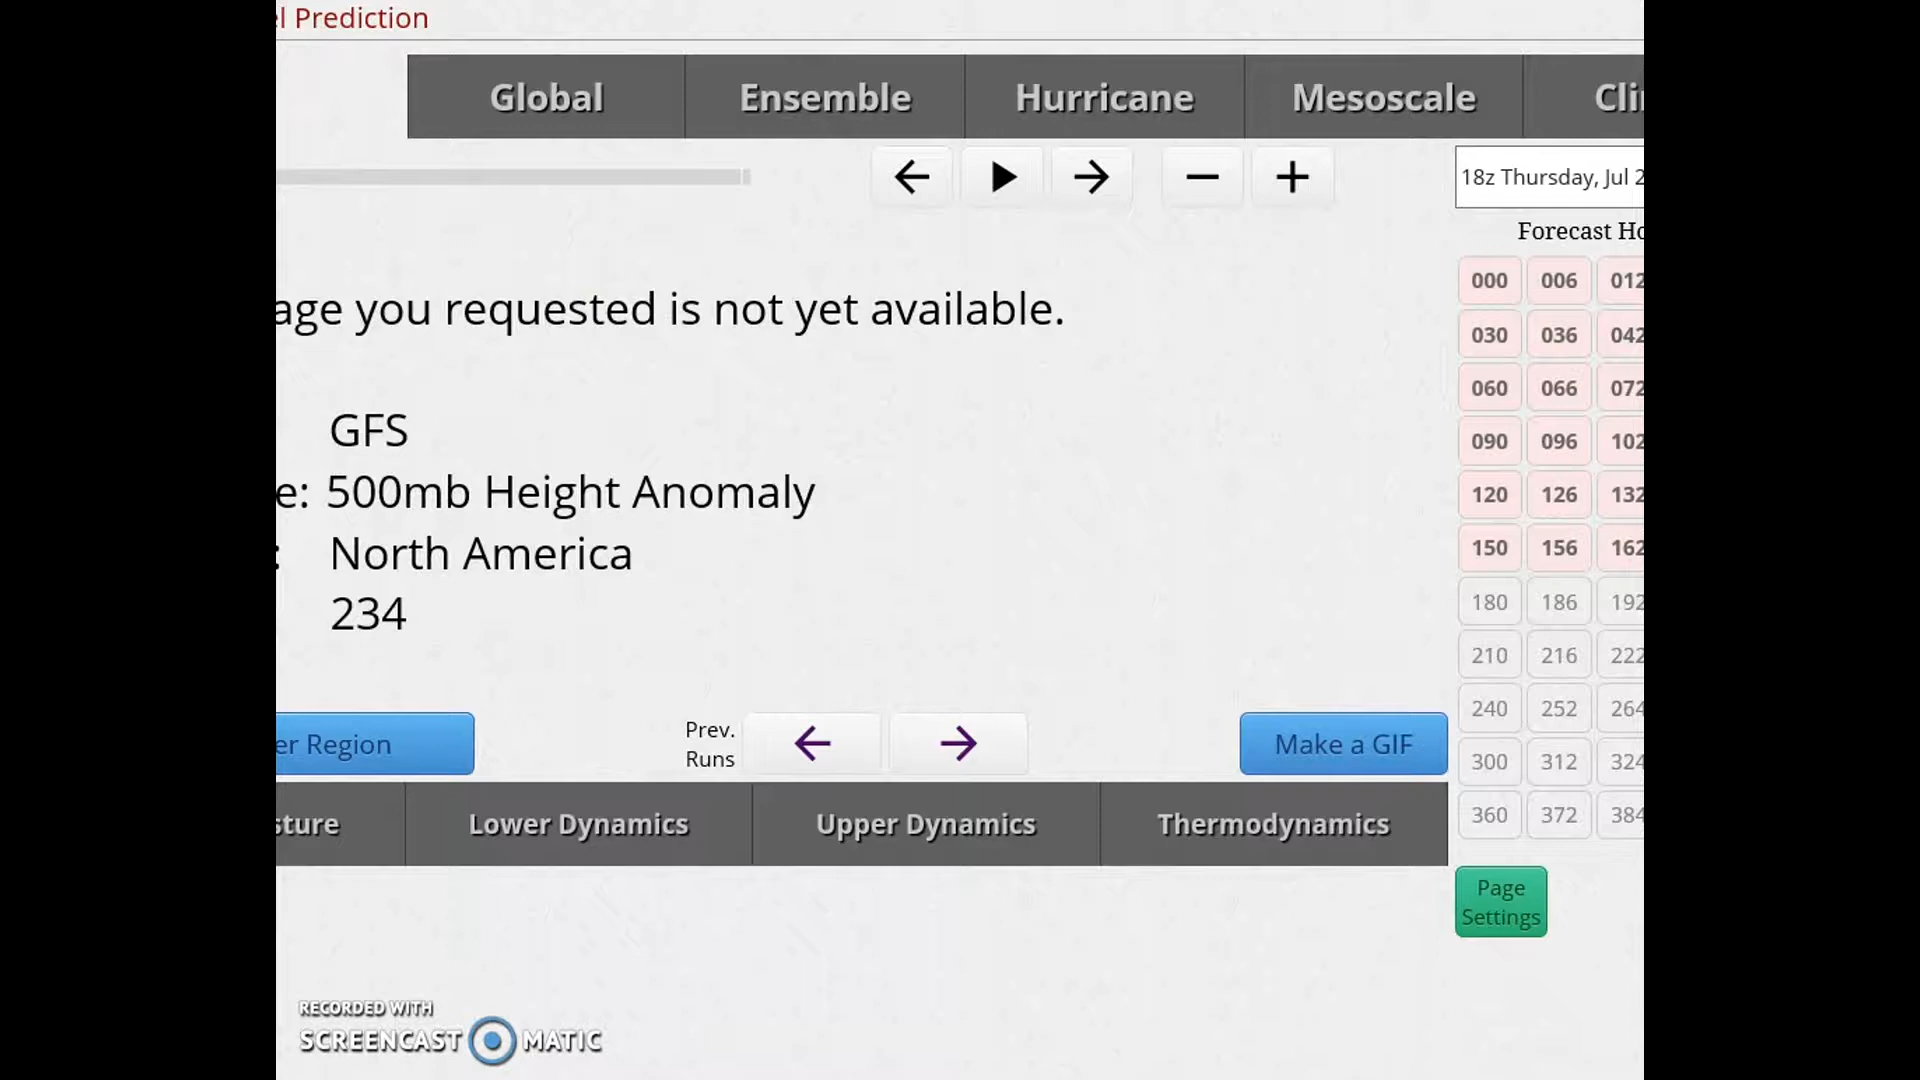 el Prediction
Global Ensemble Hurricane Mesoscale Cli
18z Thursday, Jul 2
Forecast Ho
000 006 012
030 036 042
060 066 072
090 096 102
120 126 132
150 156 162
180 186 192
210 216 222
240 252 264
300 312 324
360 372 384
age you requested is not yet available.
GFS
e: 500mb Height Anomaly
: North America
234
er Region
Prev.
Runs
Make a GIF
sture Lower Dynamics Upper Dynamics Thermodynamics
Page
Settings
RECORDED WITH
SCREENCAST MATIC